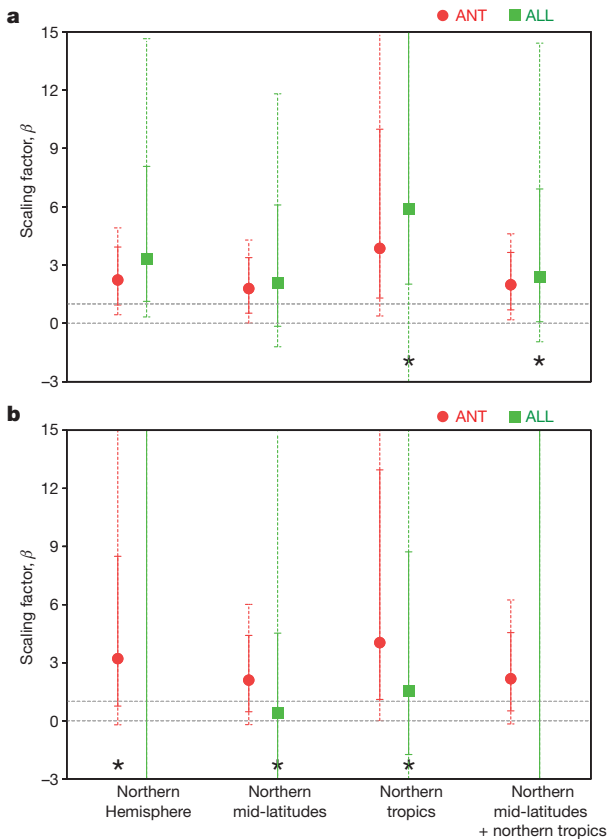 a
ANT ALL
15
12
9
6
3
0
–3
Scaling factor, β
* *
b
ANT ALL
15
12
9
6
3
0
–3
Scaling factor, β
* * *
Northern Hemisphere
Northern mid-latitudes
Northern tropics
Northern mid-latitudes + northern tropics